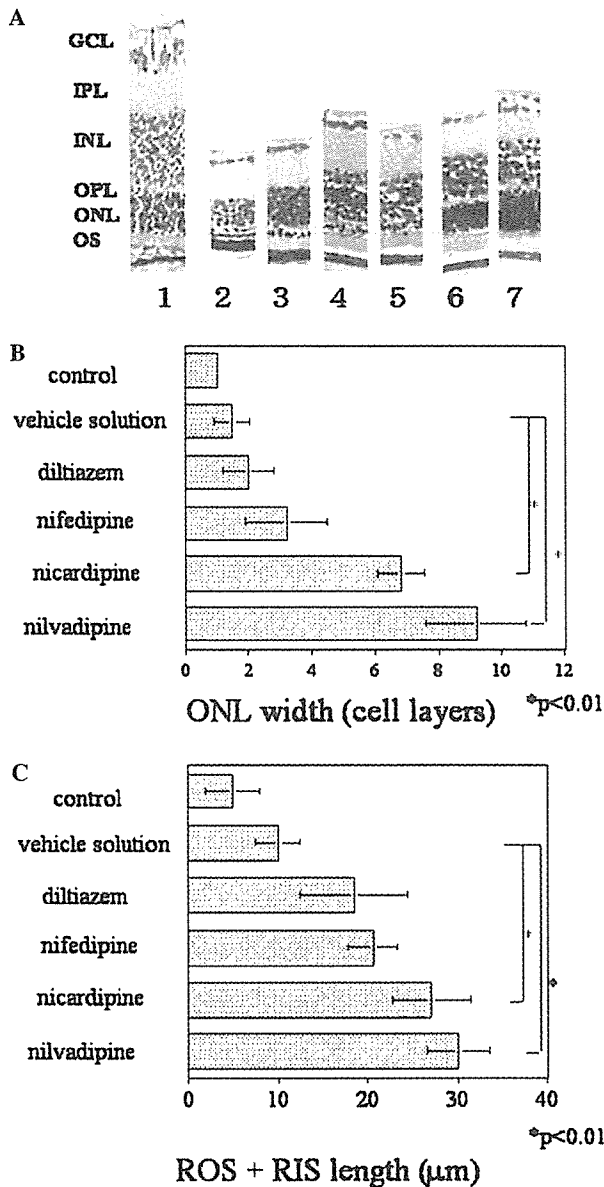 A
GCL
IPL
INL
OPL
ONL
OS
1 2 3 4 5 6 7
B
control
vehicle solution
diltiazem
nifedipine
nicardipine
nilvadipine
0 2 4 6 8 10 12
ONL width (cell layers)
*p<0.01
C
control
vehicle solution
diltiazem
nifedipine
nicardipine
nilvadipine
0 10 20 30 40
*p<0.01
ROS + RIS length (μm)